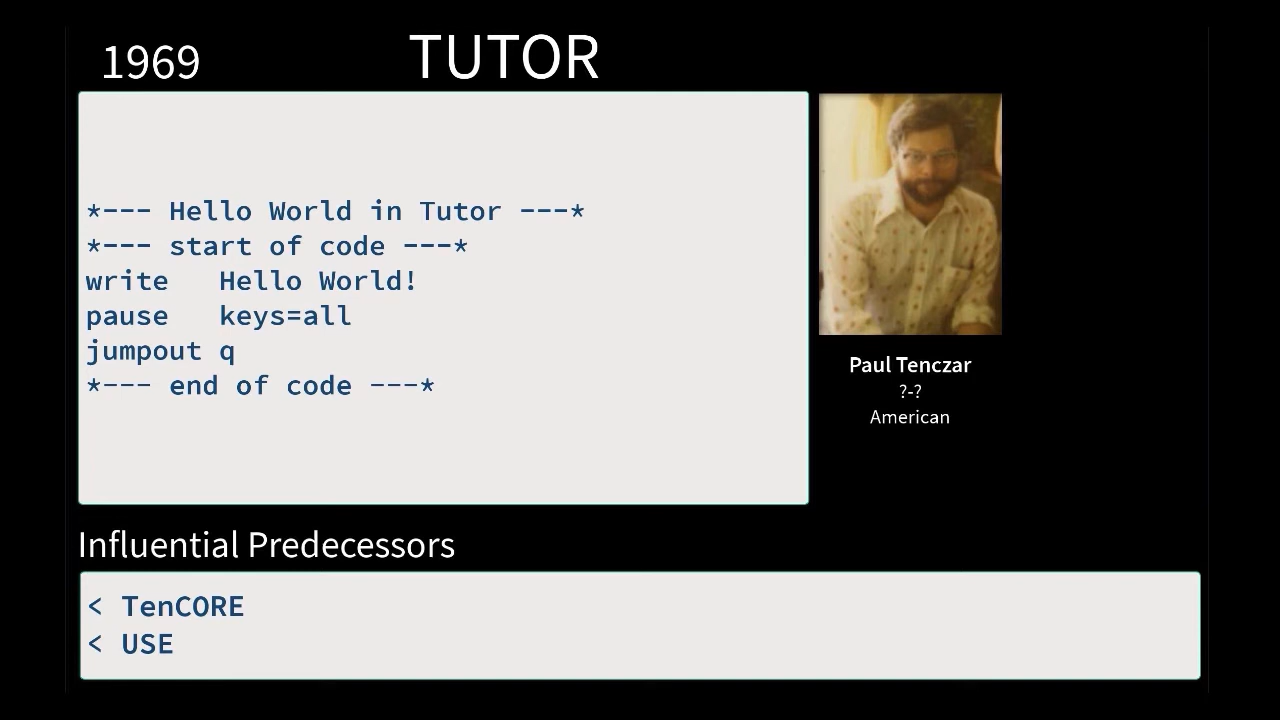 1969
TUTOR
*--- Hello World in Tutor ---*
*--- start of code ---*
write   Hello World!
pause   keys=all
jumpout q
*--- end of code ---*
Paul Tenczar
?-?
American
Influential Predecessors
< TenCORE
< USE